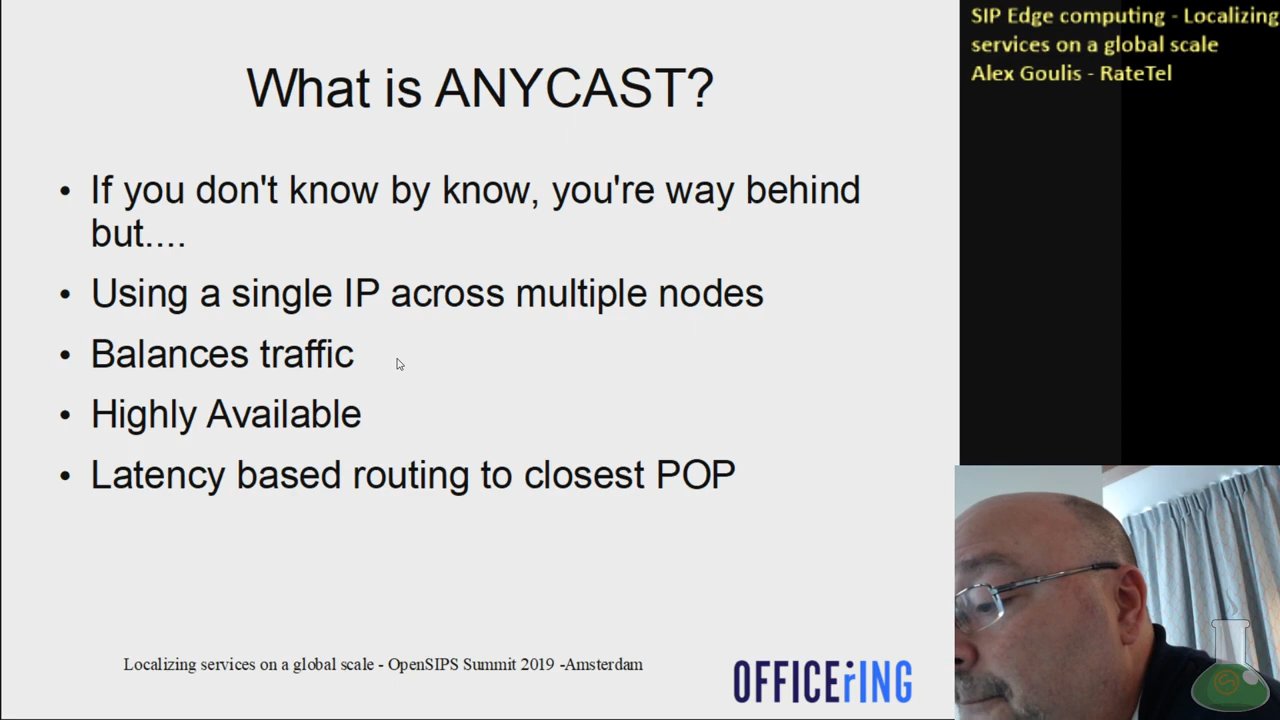 What is ANYCAST?
• If you don't know by know, you're way behind
but....
• Using a single IP across multiple nodes
• Balances traffic
• Highly Available
• Latency based routing to closest POP
Localizing services on a global scale - OpenSIPS Summit 2019 -Amsterdam
OFFICERING
SIP Edge computing - Localizing
services on a global scale
Alex Goulis - RateTel